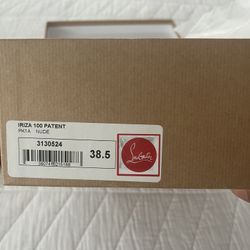 IRIZA 100 PATENT
PK1A NUDE
3130524
38.5
Louboutin